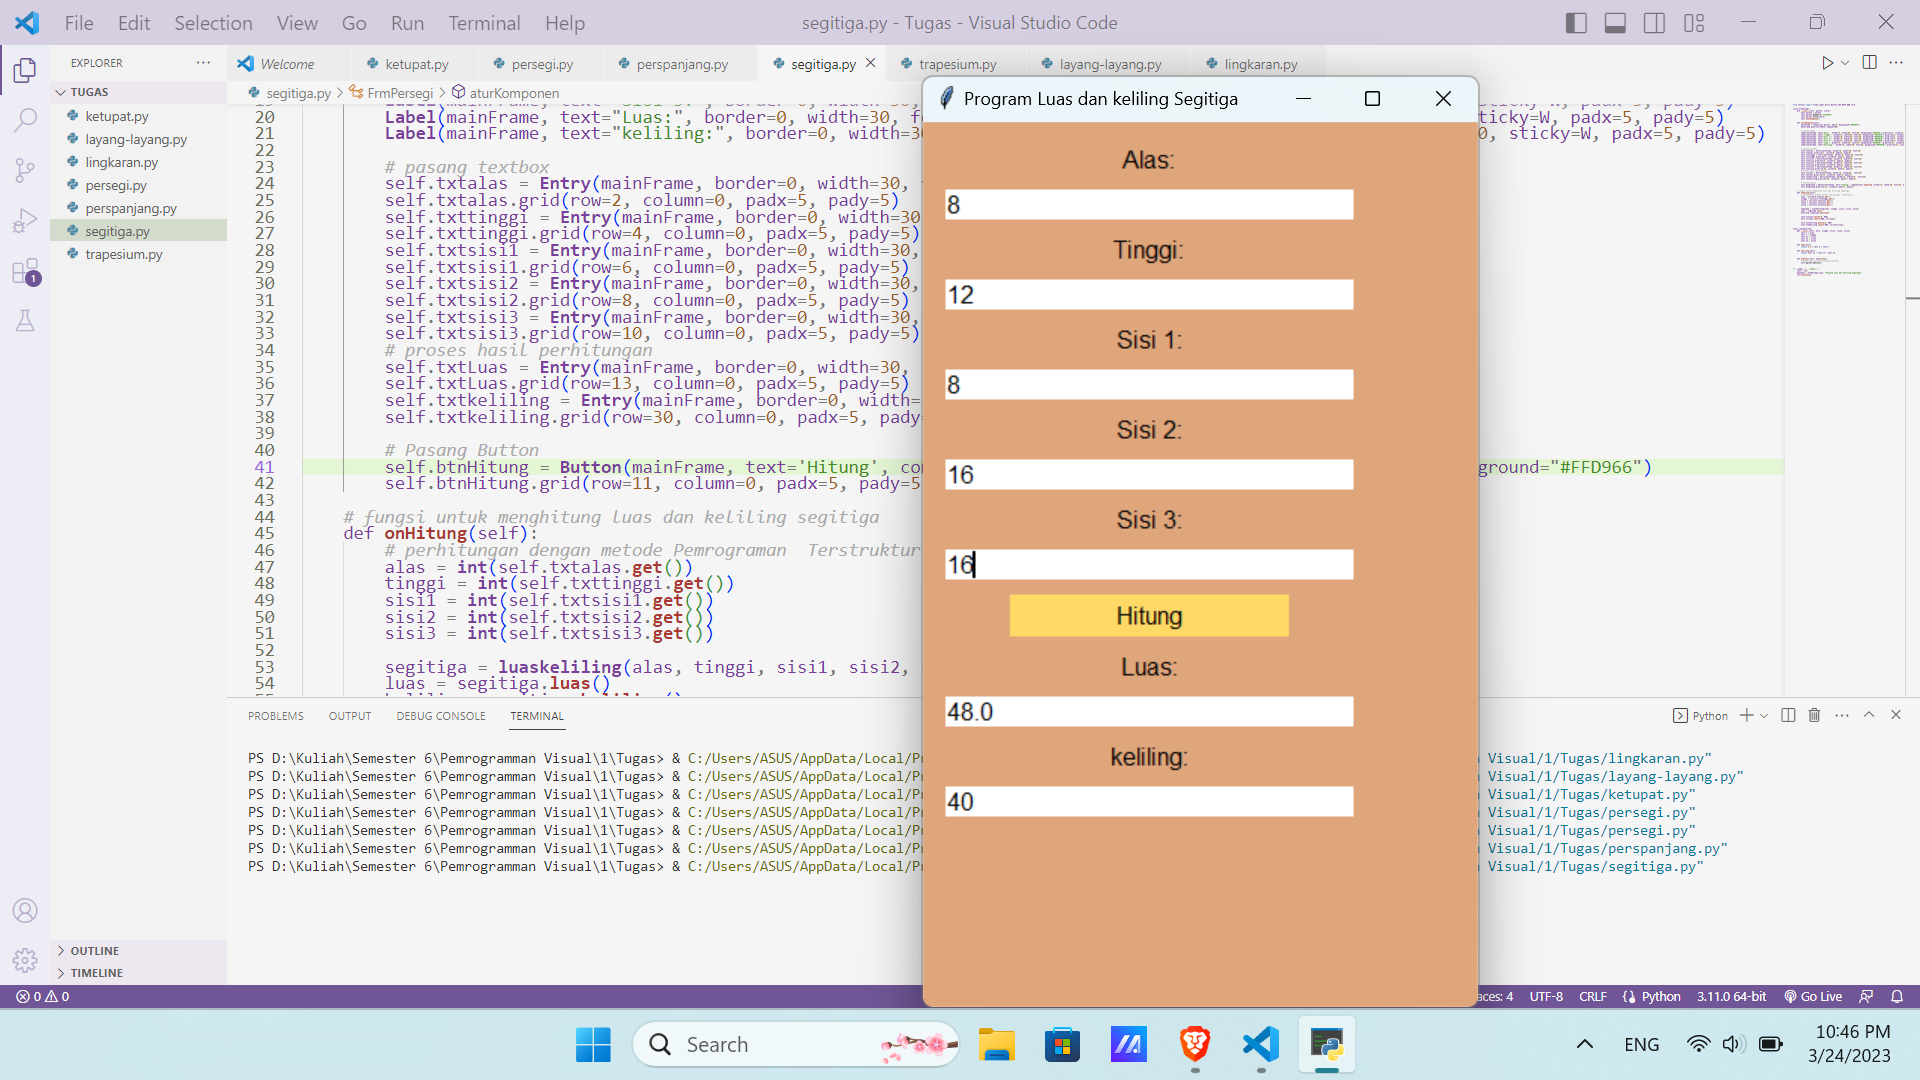 File Edit Selection View Go Run Terminal Help
segitiga.py - Tugas - Visual Studio Code
EXPLORER
TUGAS
ketupat.py
layang-layang.py
lingkaran.py
persegi.py
perspanjang.py
segitiga.py
trapesium.py
OUTLINE
TIMELINE
1
Welcome ketupat.py persegi.py perspanjang.py segitiga.py trapesium.py layang-layang.py lingkaran.py
segitiga.py > FrmPersegi > aturKomponen
20 Label(mainFrame, text="Luas:", border=0, width=30, ticky=W, padx=5, pady=5)
21 Label(mainFrame, text="keliling:", border=0, width=30 0, sticky=W, padx=5, pady=5)
22
23 # pasang textbox
24 self.txtalas = Entry(mainFrame, border=0, width=30,
25 self.txtalas.grid(row=2, column=0, padx=5, pady=5)
26 self.txttinggi = Entry(mainFrame, border=0, width=30
27 self.txttinggi.grid(row=4, column=0, padx=5, pady=5)
28 self.txtsisi1 = Entry(mainFrame, border=0, width=30,
29 self.txtsisi1.grid(row=6, column=0, padx=5, pady=5)
30 self.txtsisi2 = Entry(mainFrame, border=0, width=30,
31 self.txtsisi2.grid(row=8, column=0, padx=5, pady=5)
32 self.txtsisi3 = Entry(mainFrame, border=0, width=30,
33 self.txtsisi3.grid(row=10, column=0, padx=5, pady=5)
34 # proses hasil perhitungan
35 self.txtLuas = Entry(mainFrame, border=0, width=30,
36 self.txtLuas.grid(row=13, column=0, padx=5, pady=5)
37 self.txtkeliling = Entry(mainFrame, border=0, width=
38 self.txtkeliling.grid(row=30, column=0, padx=5, pady
39
40 # Pasang Button
41 self.btnHitung = Button(mainFrame, text='Hitung', co ground="#FFD966")
42 self.btnHitung.grid(row=11, column=0, padx=5, pady=5
43
44 # fungsi untuk menghitung luas dan keliling segitiga
45 def onHitung(self):
46 # perhitungan dengan metode Pemrograman Terstruktur
47 alas = int(self.txtalas.get())
48 tinggi = int(self.txttinggi.get())
49 sisi1 = int(self.txtsisi1.get())
50 sisi2 = int(self.txtsisi2.get())
51 sisi3 = int(self.txtsisi3.get())
52
53 segitiga = luaskeliling(alas, tinggi, sisi1, sisi2,
54 luas = segitiga.luas()
Program Luas dan keliling Segitiga
Alas:
8
Tinggi:
12
Sisi 1:
8
Sisi 2:
16
Sisi 3:
16
Hitung
Luas:
48.0
keliling:
40
PROBLEMS OUTPUT DEBUG CONSOLE TERMINAL
Python
PS D:\Kuliah\Semester 6\Pemrogramman Visual\1\Tugas> & C:/Users/ASUS/AppData/Local/P Visual/1/Tugas/lingkaran.py"
PS D:\Kuliah\Semester 6\Pemrogramman Visual\1\Tugas> & C:/Users/ASUS/AppData/Local/P Visual/1/Tugas/layang-layang.py"
PS D:\Kuliah\Semester 6\Pemrogramman Visual\1\Tugas> & C:/Users/ASUS/AppData/Local/P Visual/1/Tugas/ketupat.py"
PS D:\Kuliah\Semester 6\Pemrogramman Visual\1\Tugas> & C:/Users/ASUS/AppData/Local/P Visual/1/Tugas/persegi.py"
PS D:\Kuliah\Semester 6\Pemrogramman Visual\1\Tugas> & C:/Users/ASUS/AppData/Local/P Visual/1/Tugas/persegi.py"
PS D:\Kuliah\Semester 6\Pemrogramman Visual\1\Tugas> & C:/Users/ASUS/AppData/Local/P Visual/1/Tugas/perspanjang.py"
PS D:\Kuliah\Semester 6\Pemrogramman Visual\1\Tugas> & C:/Users/ASUS/AppData/Local/P Visual/1/Tugas/segitiga.py"
0 0
aces: 4 UTF-8 CRLF Python 3.11.0 64-bit Go Live
Search
ENG
10:46 PM
3/24/2023